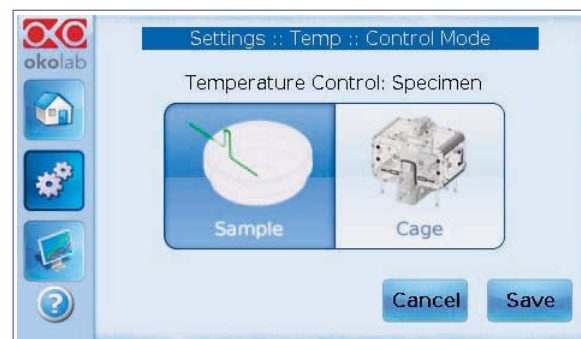 okolab
Settings :: Temp :: Control Mode
Temperature Control: Specimen
Sample
Cage
Cancel
Save
?